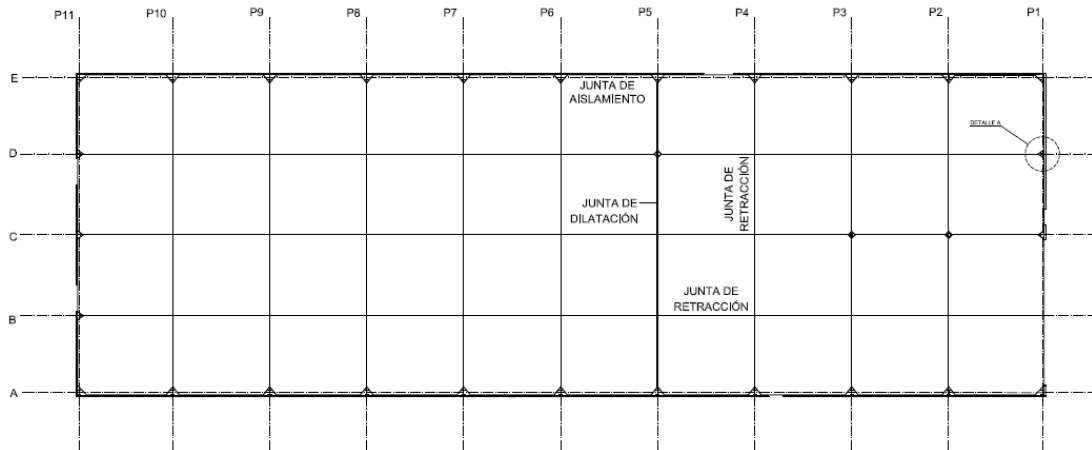 P11 P10 P9 P8 P7 P6 P5 P4 P3 P2 P1
E
JUNTA DE
AISLAMIENTO
DETALLE A
D
JUNTA DE
RETRACCIÓN
JUNTA DE
DILATACIÓN
C
JUNTA DE
RETRACCIÓN
B
A